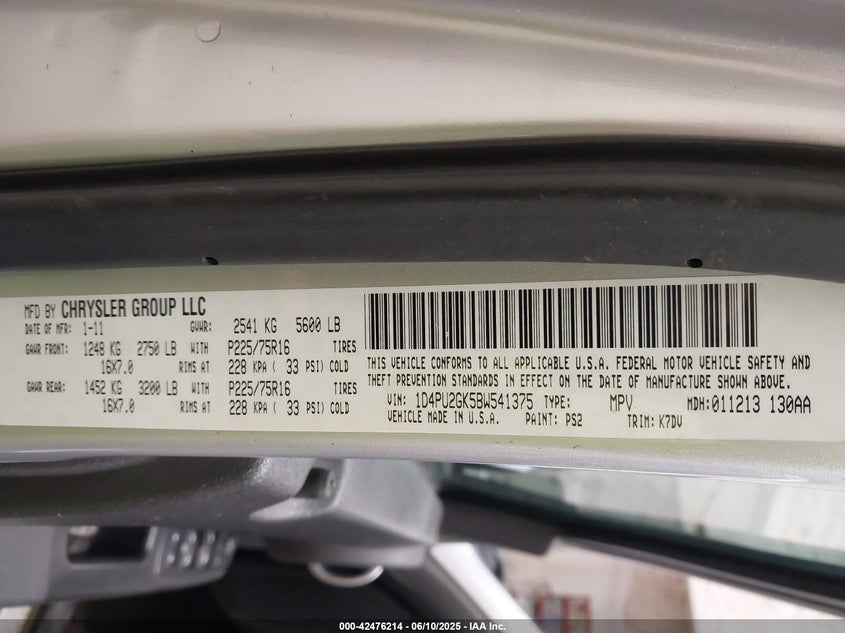 MFD BY CHRYSLER GROUP LLC
DATE OF MFR: 1-11 GVWR: 2541 KG 5600 LB
GAWR FRONT: 1248 KG 2750 LB WITH P225/75R16 TIRES
16X7.0 RIMS AT 228 KPA ( 33 PSI) COLD
GAWR REAR: 1452 KG 3200 LB WITH P225/75R16 TIRES
16X7.0 RIMS AT 228 KPA ( 33 PSI) COLD
THIS VEHICLE CONFORMS TO ALL APPLICABLE U.S.A. FEDERAL MOTOR VEHICLE SAFETY AND
THEFT PREVENTION STANDARDS IN EFFECT ON THE DATE OF MANUFACTURE SHOWN ABOVE.
VIN: 1D4PU2GK5BW541375 TYPE: MPV MDH: 011213 130AA
VEHICLE MADE IN U.S.A. PAINT: PS2 TRIM: K7DV
000-42476214 - 06/10/2025 - IAA Inc.